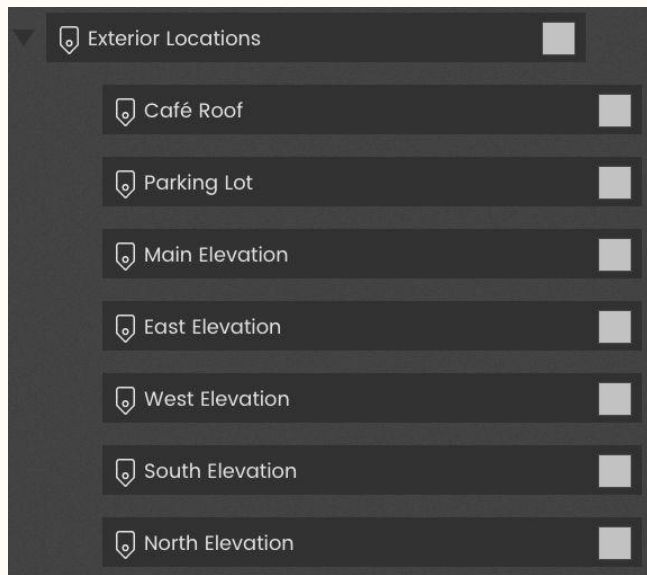 Exterior Locations
Café Roof
Parking Lot
Main Elevation
East Elevation
West Elevation
South Elevation
North Elevation